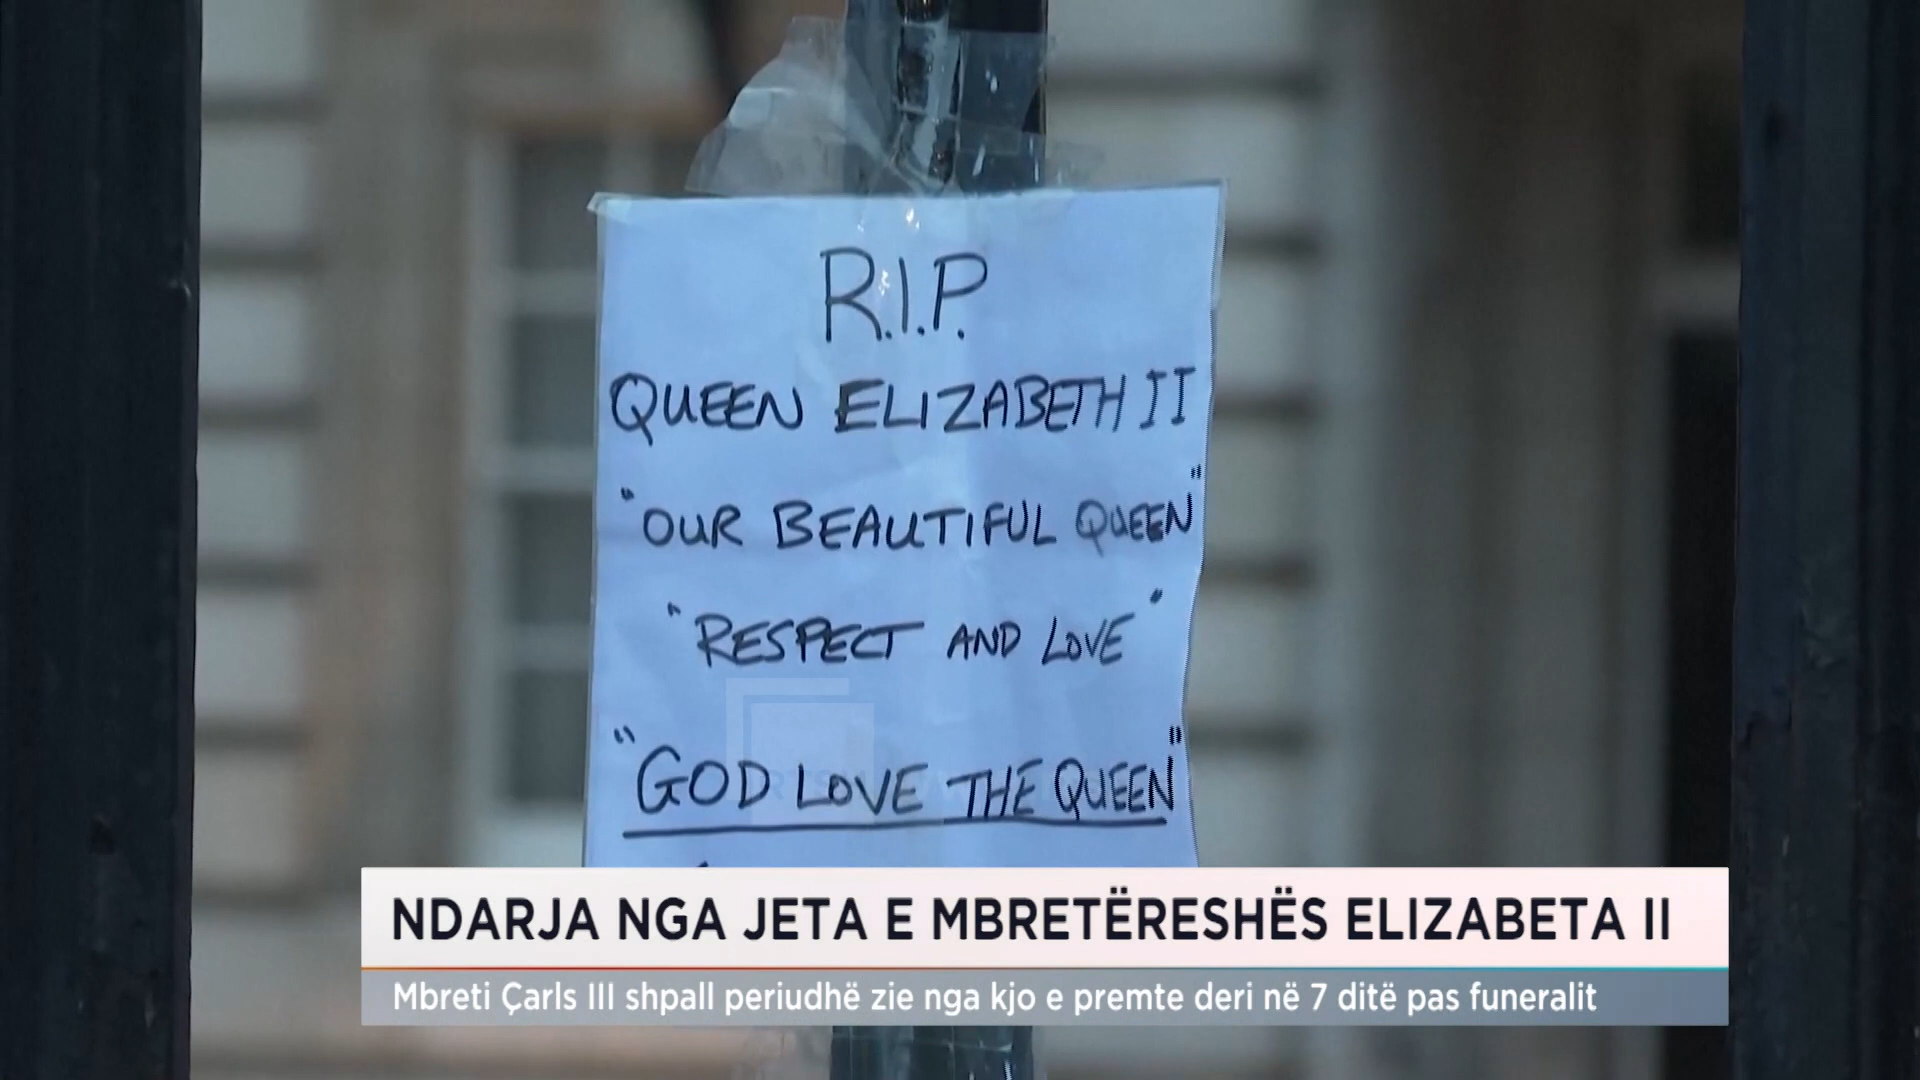 R.I.P.
QUEEN ELIZABETH II
"OUR BEAUTIFUL QUEEN"
"RESPECT AND LOVE"
"GOD LOVE THE QUEEN"
NDARJA NGA JETA E MBRETËRESHËS ELIZABETA II
Mbreti Çarls III shpall periudhë zie nga kjo e premte deri në 7 ditë pas funeralit